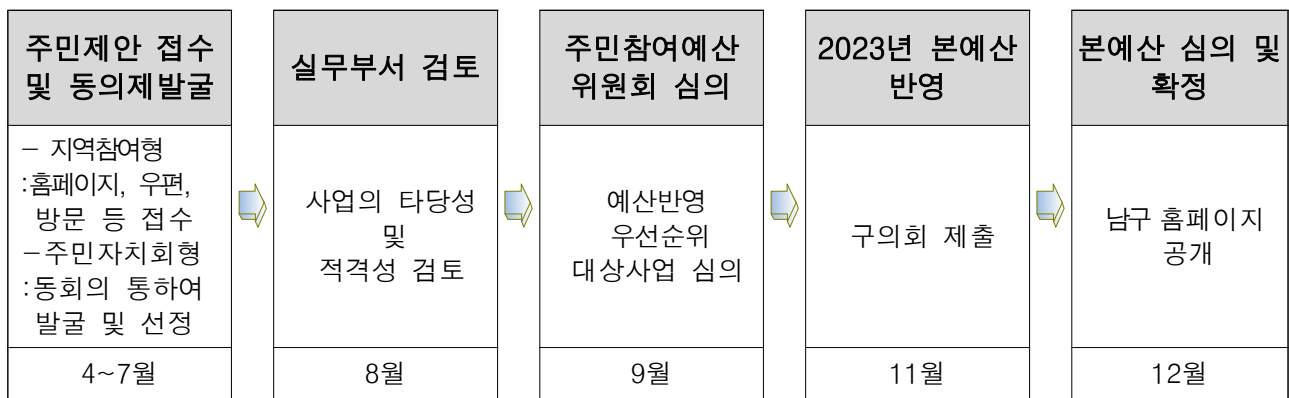 주민제안 접수
및 동의제발굴
- 지역참여형
:홈페이지, 우편,
방문 등 접수
-주민자치회형
:동회의 통하여
발굴 및 선정
4~7월
실무부서 검토
사업의 타당성
및
적격성 검토
8월
주민참여예산
위원회 심의
예산반영
우선순위
대상사업 심의
9월
2023년 본예산
반영
구의회 제출
11월
본예산 심의 및
확정
남구 홈페이지
공개
12월